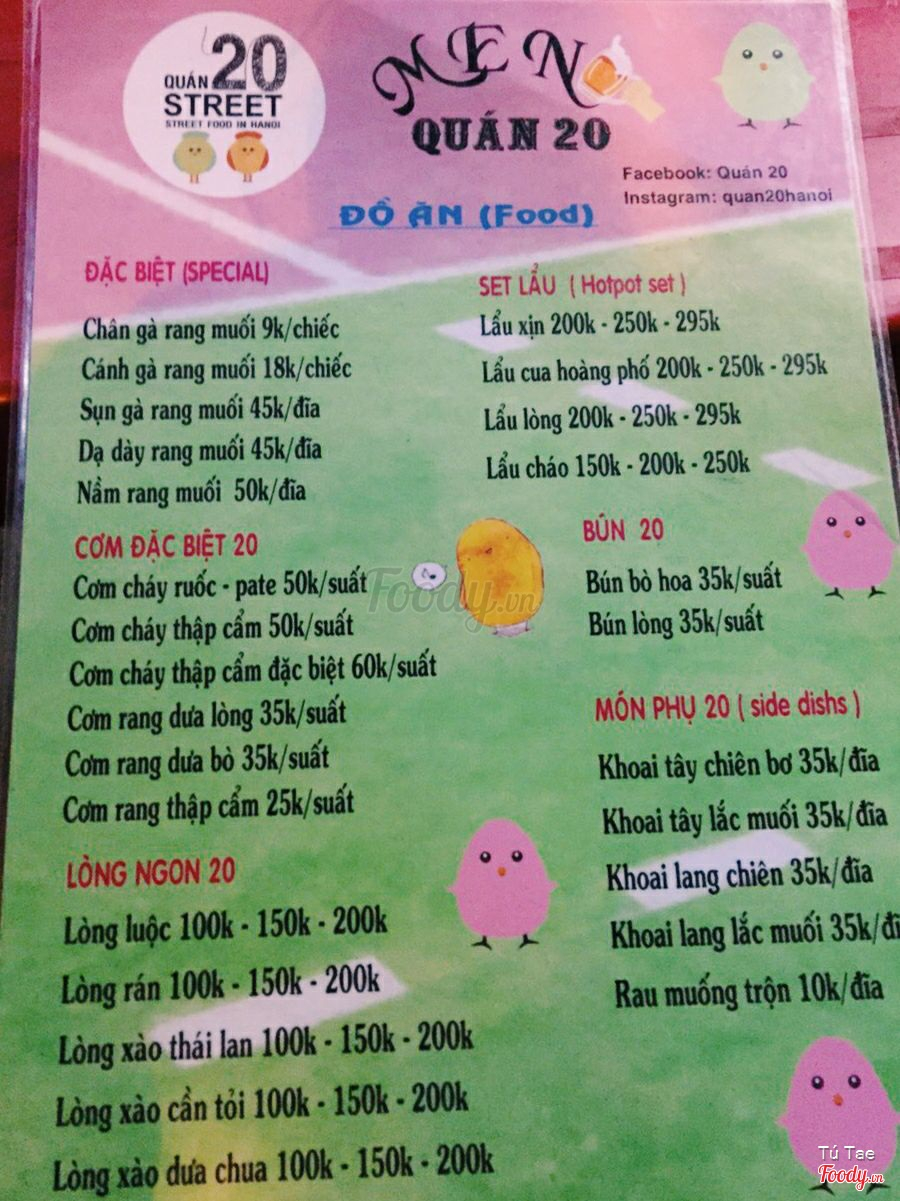 QUÁN 20
STREET
STREET FOOD IN HANOI
MEN
QUÁN 20
Facebook: Quán 20
Instagram: quan20hanoi
ĐỒ ĂN (Food)
ĐẶC BIỆT (SPECIAL)
Chân gà rang muối 9k/chiếc
Cánh gà rang muối 18k/chiếc
Sụn gà rang muối 45k/đĩa
Dạ dày rang muối 45k/đĩa
Nầm rang muối 50k/đĩa
CƠM ĐẶC BIỆT 20
Cơm cháy ruốc - pate 50k/suất
Cơm cháy thập cẩm 50k/suất
Cơm cháy thập cẩm đặc biệt 60k/suất
Cơm rang dưa lòng 35k/suất
Cơm rang dưa bò 35k/suất
Cơm rang thập cẩm 25k/suất
LÒNG NGON 20
Lòng luộc 100k - 150k - 200k
Lòng rán 100k - 150k - 200k
Lòng xào thái lan 100k - 150k - 200k
Lòng xào cần tỏi 100k - 150k - 200k
Lòng xào dưa chua 100k - 150k - 200k
SET LẨU ( Hotpot set )
Lẩu xịn 200k - 250k - 295k
Lẩu cua hoàng phố 200k - 250k - 295k
Lẩu lòng 200k - 250k - 295k
Lẩu cháo 150k - 200k - 250k
BÚN 20
Bún bò hoa 35k/suất
Bún lòng 35k/suất
MÓN PHỤ 20 ( side dishs )
Khoai tây chiên bơ 35k/đĩa
Khoai tây lắc muối 35k/đĩa
Khoai lang chiên 35k/đĩa
Khoai lang lắc muối 35k/đĩ
Rau muống trộn 10k/đĩa
Foody.vn
Tú Tae
Foody.vn